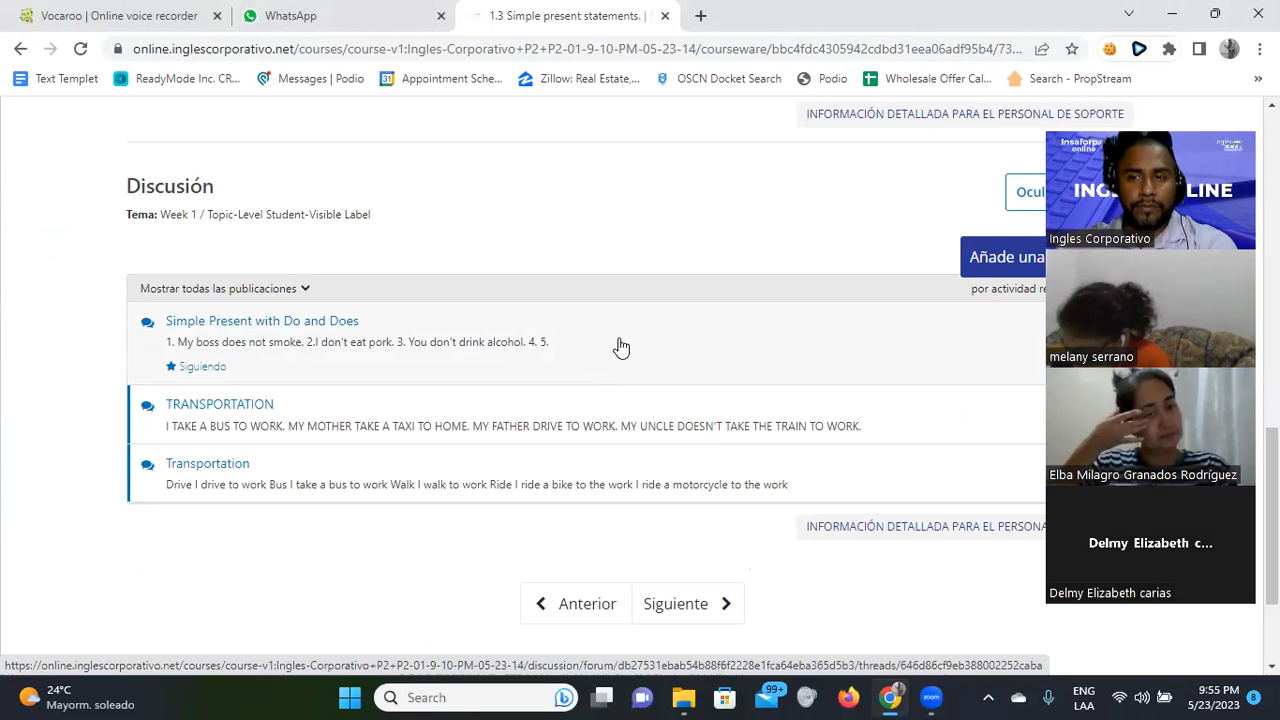 Vocaroo | Online voice recorder
WhatsApp
1.3 Simple present statements. |
online.inglescorporativo.net/courses/course-v1:Ingles-Corporativo+P2+P2-01-9-10-PM-05-23-14/courseware/bbc4fdc4305942cdbd31eea06adf95b4/73...
Text Templet
ReadyMode Inc. CR...
Messages | Podio
Appointment Sche...
Zillow: Real Estate,...
OSCN Docket Search
Podio
Wholesale Offer Cal...
Search - PropStream
»
INFORMACIÓN DETALLADA PARA EL PERSONAL DE SOPORTE
Discusión
Tema: Week 1 / Topic-Level Student-Visible Label
Ocul
Añade una
Mostrar todas las publicaciones
por actividad re
Simple Present with Do and Does
1. My boss does not smoke. 2.I don't eat pork. 3. You don't drink alcohol. 4. 5.
Siguiendo
TRANSPORTATION
I TAKE A BUS TO WORK. MY MOTHER TAKE A TAXI TO HOME. MY FATHER DRIVE TO WORK. MY UNCLE DOESN'T TAKE THE TRAIN TO WORK.
Transportation
Drive I drive to work Bus I take a bus to work Walk I walk to work Ride I ride a bike to the work I ride a motorcycle to the work
INFORMACIÓN DETALLADA PARA EL PERSONA
Anterior
Siguiente
Insaforp
online
INGL
LINE
Ingles Corporativo
melany serrano
Elba Milagro Granados Rodríguez
Delmy Elizabeth c...
Delmy Elizabeth carias
https://online.inglescorporativo.net/courses/course-v1:Ingles-Corporativo+P2+P2-01-9-10-PM-05-23-14/discussion/forum/db27531ebab54b88f6f2228e1fca64eba365d5b3/threads/646d86cf9eb388002252caba
24°C
Mayorm. soleado
Search
99+
zoom
ENG
LAA
9:55 PM
5/23/2023
8